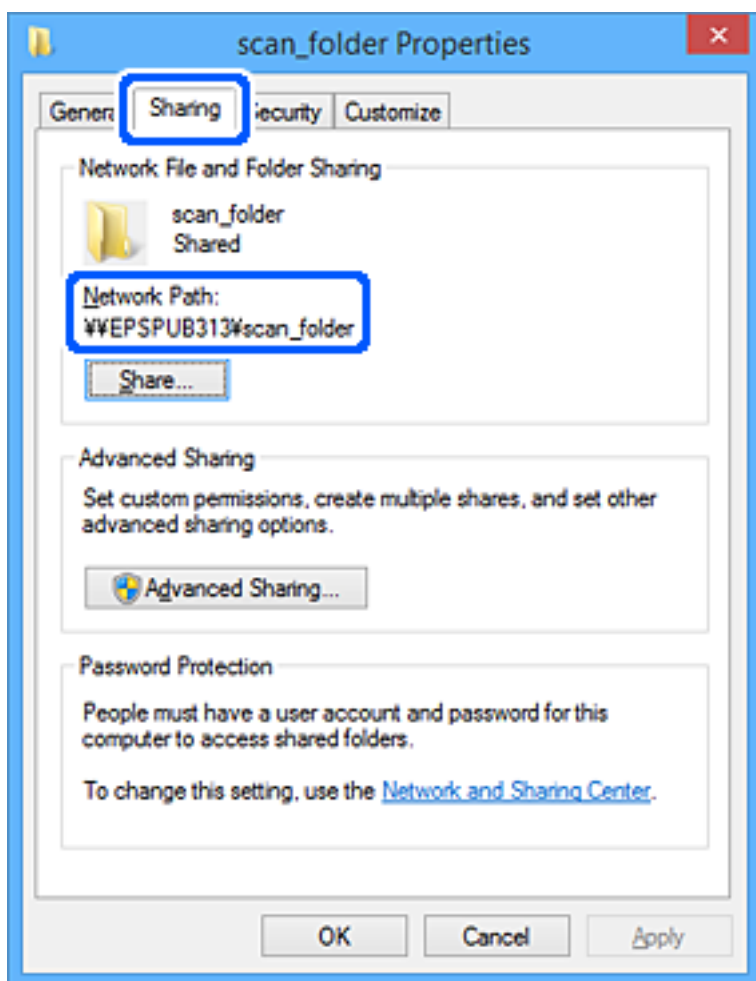 scan_folder Properties
General Sharing Security Customize
Network File and Folder Sharing
scan_folder
Shared
Network Path:
¥¥EPSPUB313¥scan_folder
Share...
Advanced Sharing
Set custom permissions, create multiple shares, and set other
advanced sharing options.
Advanced Sharing...
Password Protection
People must have a user account and password for this
computer to access shared folders.
To change this setting, use the Network and Sharing Center.
OK Cancel Apply